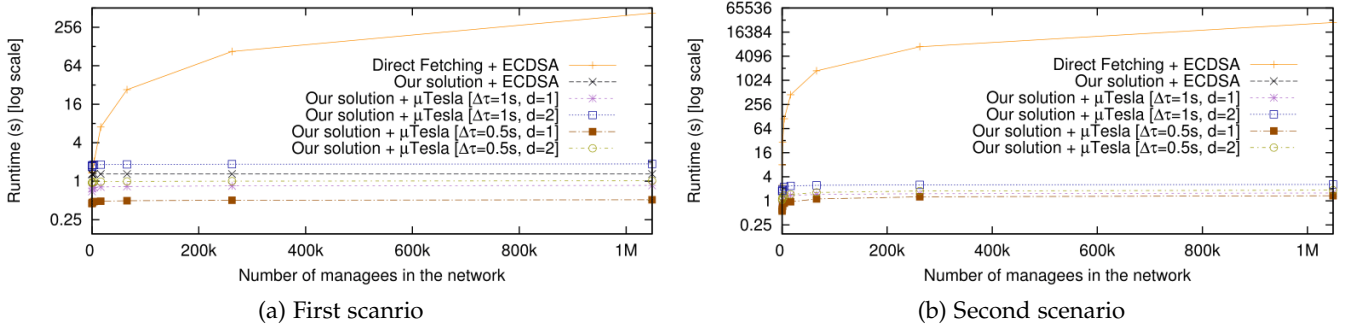 Runtime (s) [log scale]
256
64
16
4
1
0.25
Direct Fetching + ECDSA
Our solution + ECDSA
Our solution + μTesla [Δτ=1s, d=1]
Our solution + μTesla [Δτ=1s, d=2]
Our solution + μTesla [Δτ=0.5s, d=1]
Our solution + μTesla [Δτ=0.5s, d=2]
0 200k 400k 600k 800k 1M
Number of managees in the network
(a) First scanrio
Runtime (s) [log scale]
65536
16384
4096
1024
256
64
16
4
1
0.25
Direct Fetching + ECDSA
Our solution + ECDSA
Our solution + μTesla [Δτ=1s, d=1]
Our solution + μTesla [Δτ=1s, d=2]
Our solution + μTesla [Δτ=0.5s, d=1]
Our solution + μTesla [Δτ=0.5s, d=2]
0 200k 400k 600k 800k 1M
Number of managees in the network
(b) Second scenario